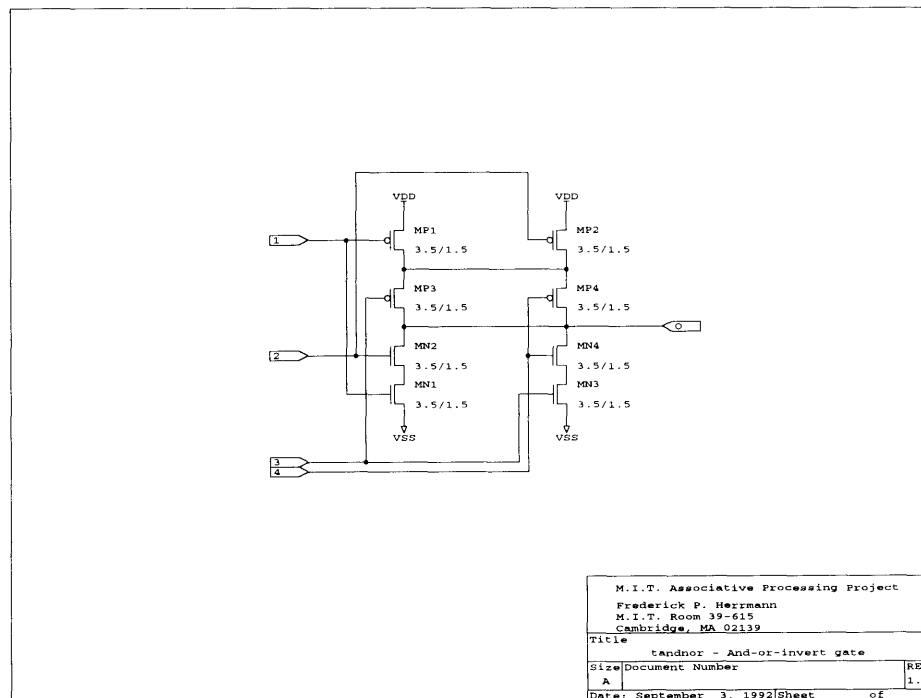 VDD VDD
MP1 MP2
1
3.5/1.5 3.5/1.5
MP3 MP4
3.5/1.5 3.5/1.5
O
MN2 MN4
2
3.5/1.5 3.5/1.5
MN1 MN3
3.5/1.5 3.5/1.5
VSS VSS
3
4
M.I.T. Associative Processing Project
Frederick P. Herrmann
M.I.T. Room 39-615
Cambridge, MA 02139
Title
tandnor - And-or-invert gate
Size Document Number RE
A 1.
Date: September 3, 1992 Sheet of